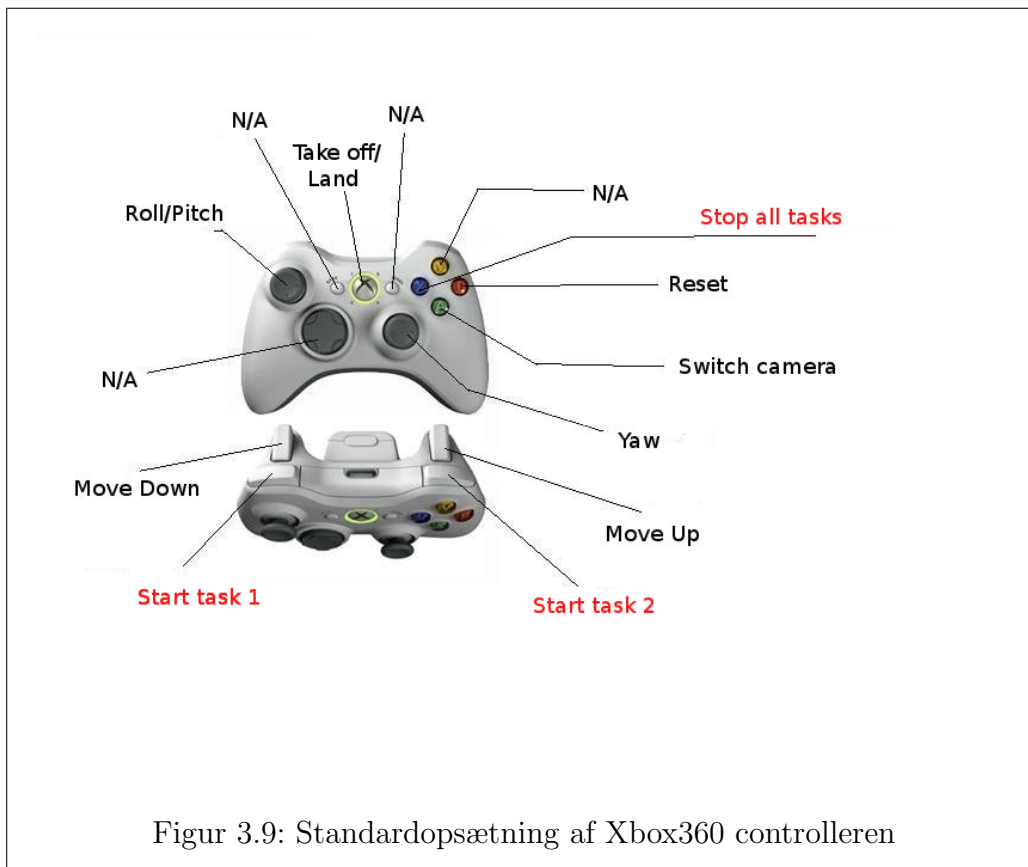 N/A
N/A
Take off/
Land
N/A
Roll/Pitch
Stop all tasks
Reset
Switch camera
N/A
Yaw
Move Down
Move Up
Start task 1
Start task 2
Figur 3.9: Standardopsætning af Xbox360 controlleren